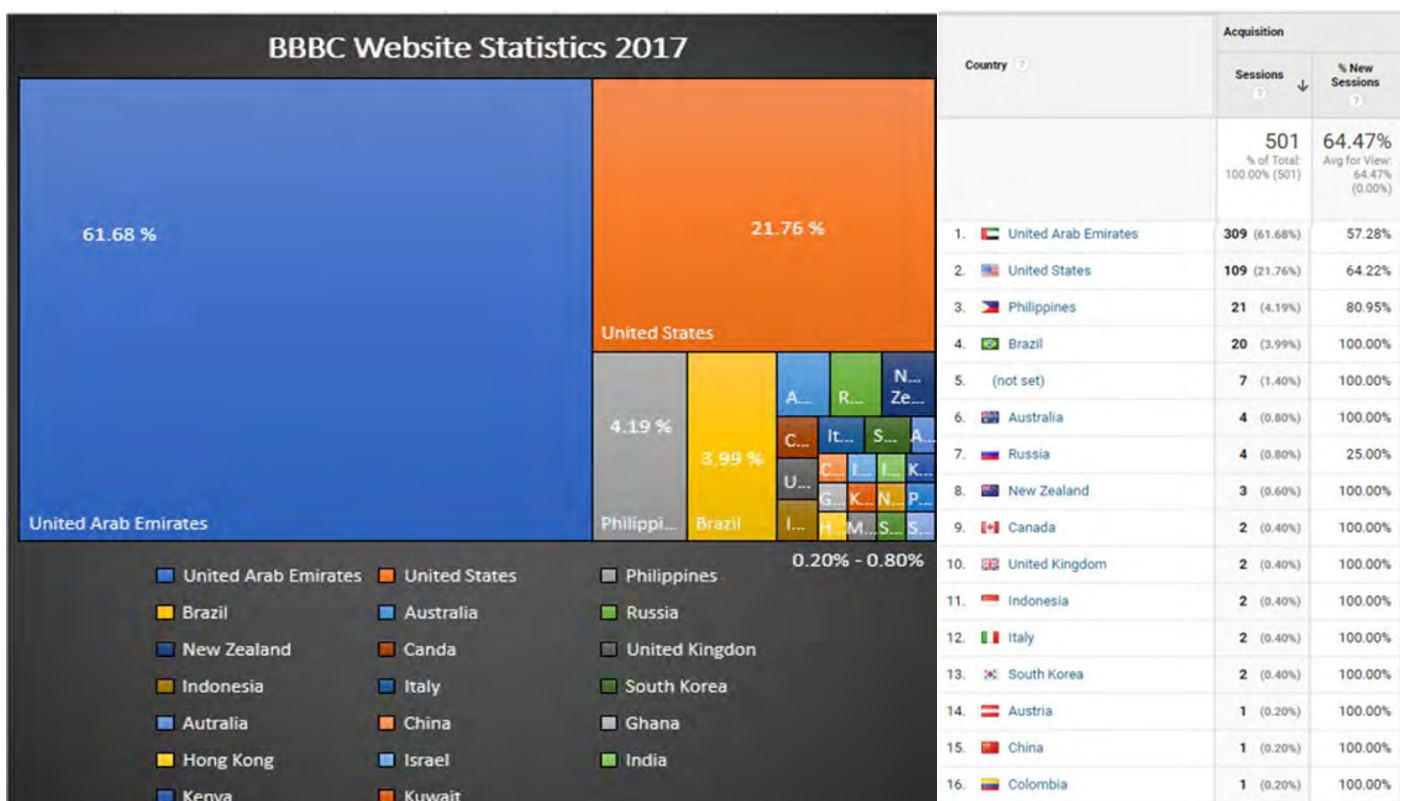 BBBC Website Statistics 2017
61.68 %
United Arab Emirates
21.76 %
United States
4.19 %
Philippi...
3,99 %
Brazil
A...
R...
N...
Ze...
C...
It...
S...
A...
U...
C...
I...
I...
K...
G...
K...
N...
P...
I...
H...
M...
S...
S...
0.20% - 0.80%
United Arab Emirates
United States
Philippines
Brazil
Australia
Russia
New Zealand
Canda
United Kingdon
Indonesia
Italy
South Korea
Autralia
China
Ghana
Hong Kong
Israel
India
Kenya
Kuwait
Country ?
Acquisition
Sessions ?
% New
Sessions
?
501
% of Total:
100.00% (501)
64.47%
Avg for View:
64.47%
(0.00%)
1. United Arab Emirates 309 (61.68%) 57.28%
2. United States 109 (21.76%) 64.22%
3. Philippines 21 (4.19%) 80.95%
4. Brazil 20 (3.99%) 100.00%
5. (not set) 7 (1.40%) 100.00%
6. Australia 4 (0.80%) 100.00%
7. Russia 4 (0.80%) 25.00%
8. New Zealand 3 (0.60%) 100.00%
9. Canada 2 (0.40%) 100.00%
10. United Kingdom 2 (0.40%) 100.00%
11. Indonesia 2 (0.40%) 100.00%
12. Italy 2 (0.40%) 100.00%
13. South Korea 2 (0.40%) 100.00%
14. Austria 1 (0.20%) 100.00%
15. China 1 (0.20%) 100.00%
16. Colombia 1 (0.20%) 100.00%